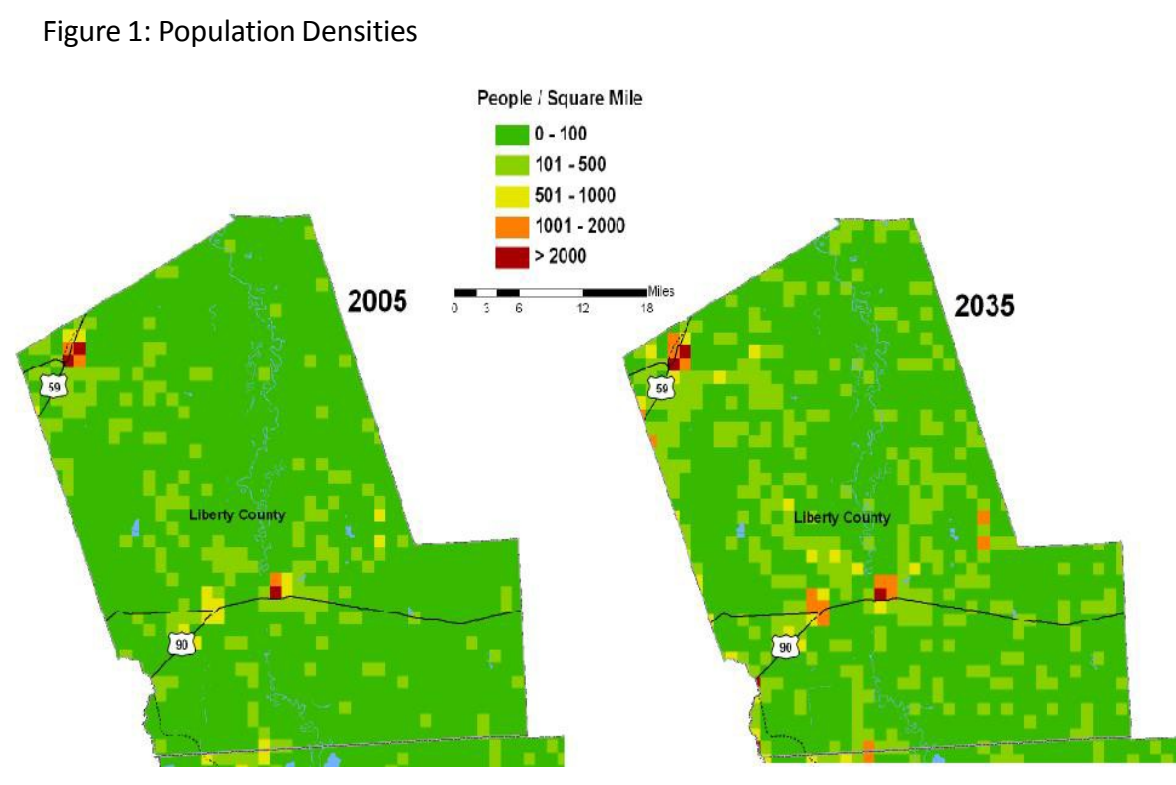 Figure 1: Population Densities
People / Square Mile
0 - 100
101 - 500
501 - 1000
1001 - 2000
> 2000
Miles
0 3 6 12 18
2005
2035
59
59
Liberty County
Liberty County
90
90